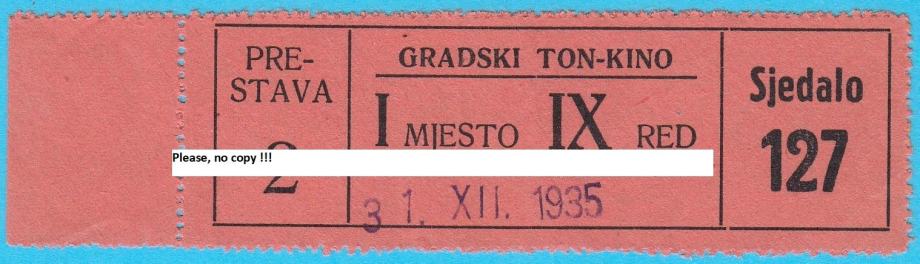 PRE-
STAVA
2
GRADSKI TON-KINO
I MJESTO IX RED
31. XII. 1935
Sjedalo
127
Please, no copy !!!